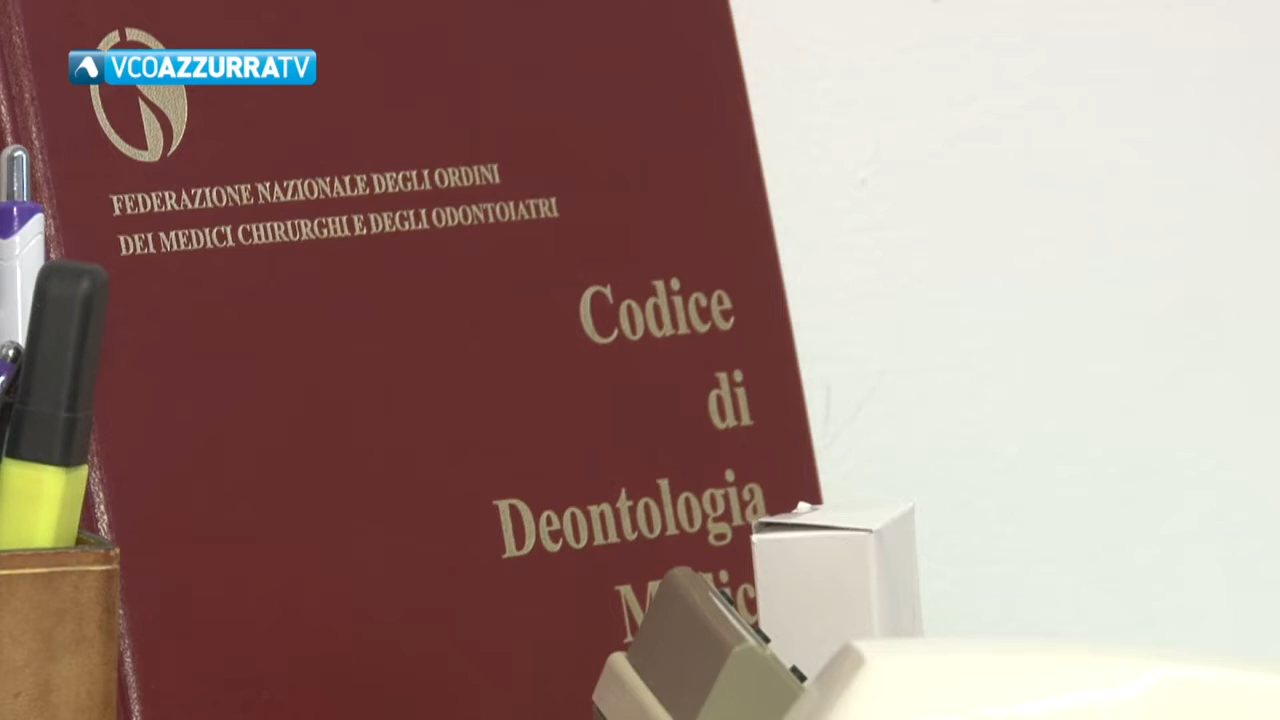 VCOAZZURRATV
FEDERAZIONE NAZIONALE DEGLI ORDINI
DEI MEDICI CHIRURGHI E DEGLI ODONTOIATRI
Codice
di
Deontologia